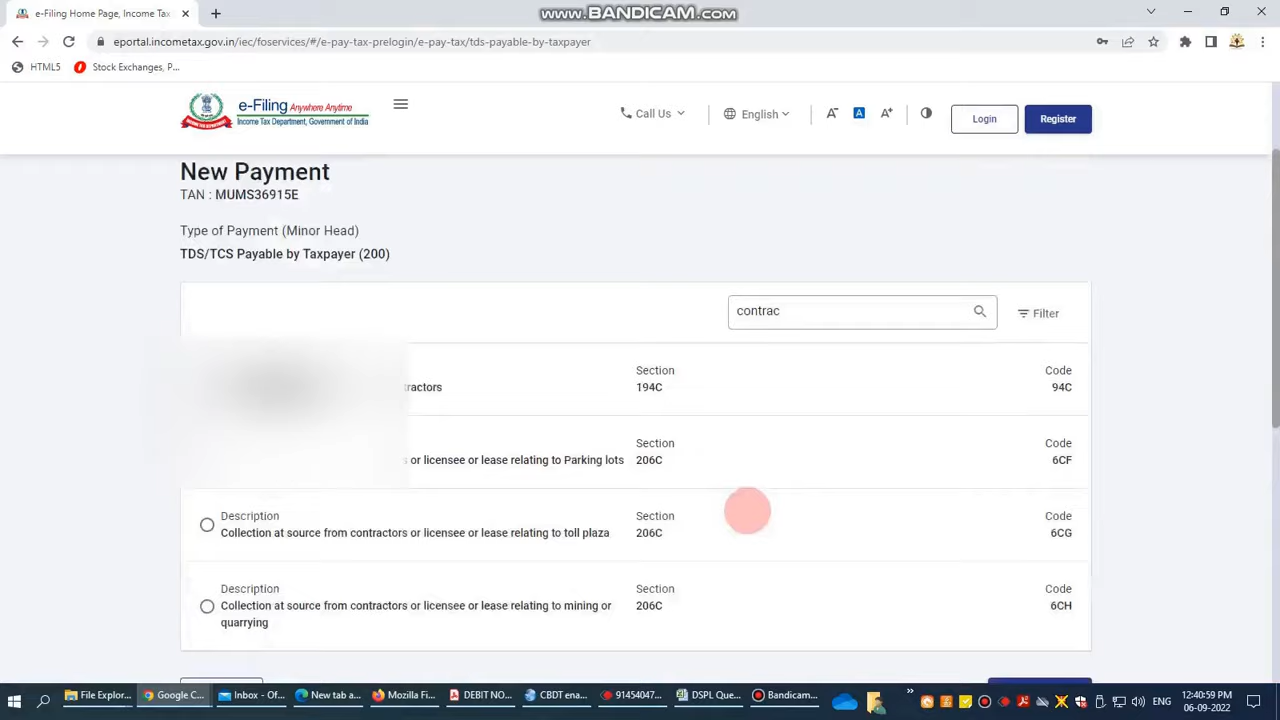 www.BANDICAM.com
e-Filing Home Page, Income Tax
eportal.incometax.gov.in/iec/foservices/#/e-pay-tax-prelogin/e-pay-tax/tds-payable-by-taxpayer
HTML5 Stock Exchanges, P...
e-Filing Anywhere Anytime
Income Tax Department, Government of India
Call Us
English
A-
A
A+
Login
Register
New Payment
TAN : MUMS36915E
Type of Payment (Minor Head)
TDS/TCS Payable by Taxpayer (200)
contrac
Filter
Section Code
tractors 194C 94C
Section Code
or licensee or lease relating to Parking lots 206C 6CF
Description Section Code
Collection at source from contractors or licensee or lease relating to toll plaza 206C 6CG
Description Section Code
Collection at source from contractors or licensee or lease relating to mining or 206C 6CH
quarrying
File Explor... Google C... Inbox - Of... New tab a... Mozilla Fi... DEBIT NO... CBDT ena... 91454047... DSPL Que... Bandicam... ENG 12:40:59 PM
06-09-2022